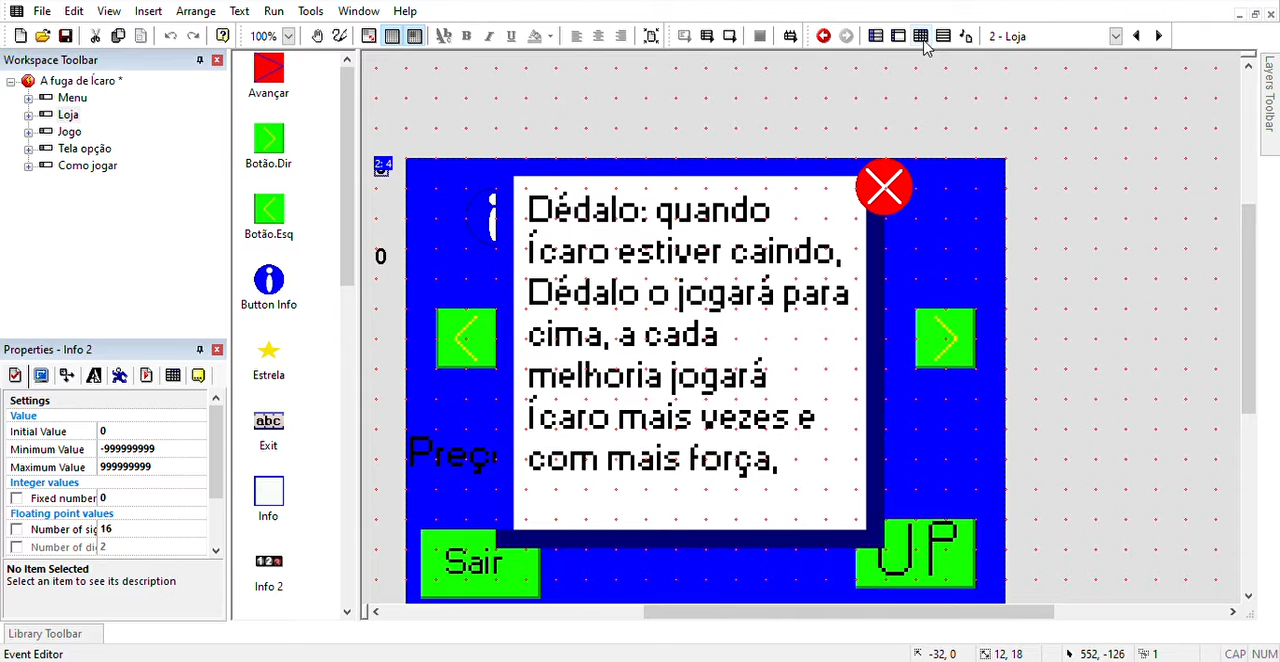 File Edit View Insert Arrange Text Run Tools Window Help
100%
2 - Loja
Workspace Toolbar
A fuga de Ícaro *
Menu
Loja
Jogo
Tela opção
Como jogar
Avançar
Botão.Dir
Botão.Esq
Button Info
Estrela
abc
Exit
Info
Info 2
2; 4
0
Dédalo: quando
Ícaro estiver caindo,
Dédalo o jogará para
cima, a cada
melhoria jogará
Ícaro mais vezes e
com mais força,
Preço
Sair
UP
Layers Toolbar
Properties - Info 2
Settings
Value
Initial Value 0
Minimum Value -999999999
Maximum Value 999999999
Integer values
Fixed number 0
Floating point values
Number of sig 16
Number of dig 2
No Item Selected
Select an item to see its description
Library Toolbar
Event Editor
-32, 0
12, 18
552, -126
1
CAP NUM